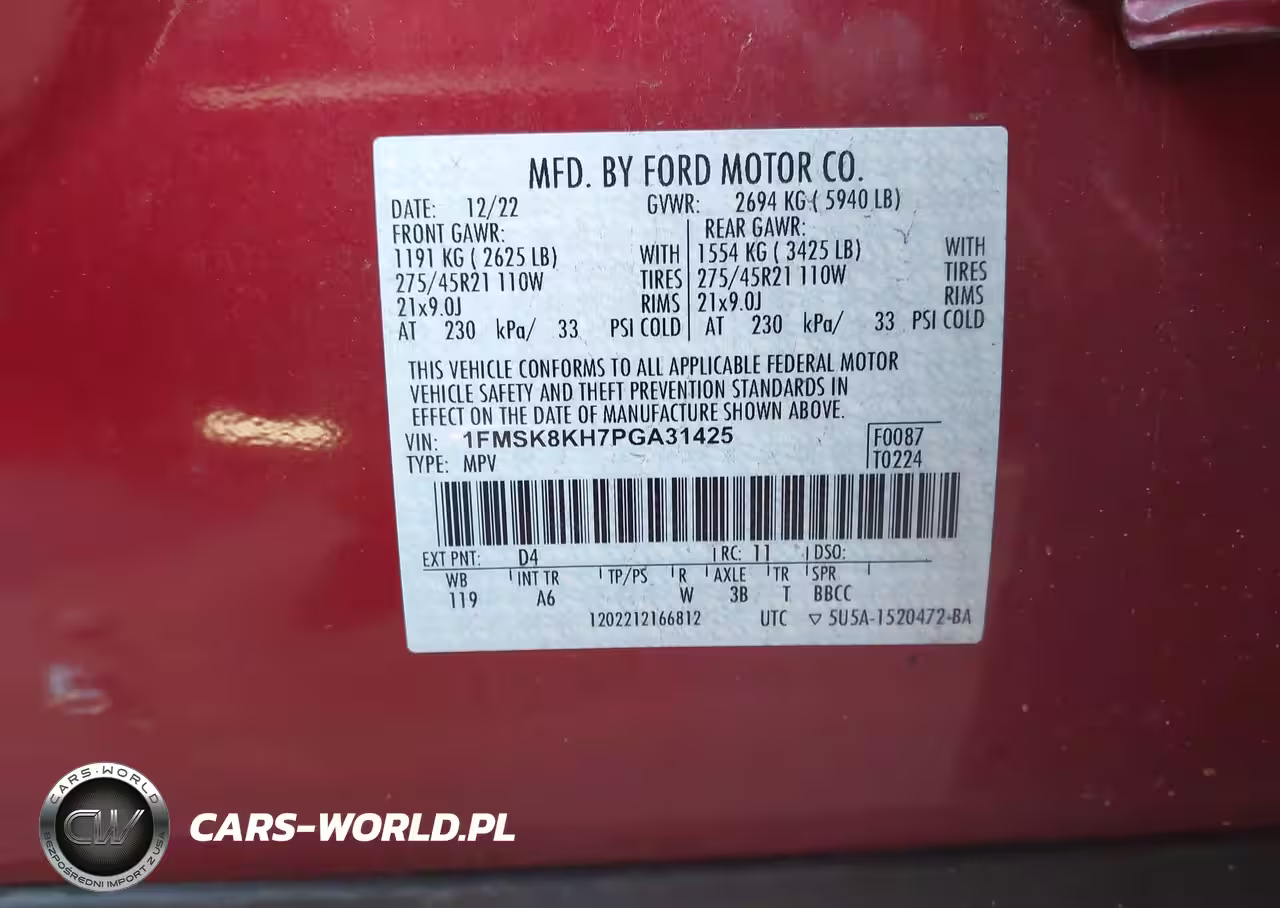 MFD. BY FORD MOTOR CO.
DATE: 12/22 GVWR: 2694 KG ( 5940 LB)
FRONT GAWR: REAR GAWR:
1191 KG ( 2625 LB) WITH 1554 KG ( 3425 LB) WITH
275/45R21 110W TIRES 275/45R21 110W TIRES
21x9.0J RIMS 21x9.0J RIMS
AT 230 kPa/ 33 PSI COLD AT 230 kPa/ 33 PSI COLD
THIS VEHICLE CONFORMS TO ALL APPLICABLE FEDERAL MOTOR
VEHICLE SAFETY AND THEFT PREVENTION STANDARDS IN
EFFECT ON THE DATE OF MANUFACTURE SHOWN ABOVE.
VIN: 1FMSK8KH7PGA31425 F0087
TYPE: MPV T0224
EXT PNT: D4 RC: 11 DSO:
WB INT TR TP/PS R AXLE TR SPR
119 A6 W 3B T BBCC
1202212166812 UTC ▽ 5U5A-1520472-BA
CARS-WORLD
CW
BEZPOŚREDNI IMPORT Z USA
CARS-WORLD.PL